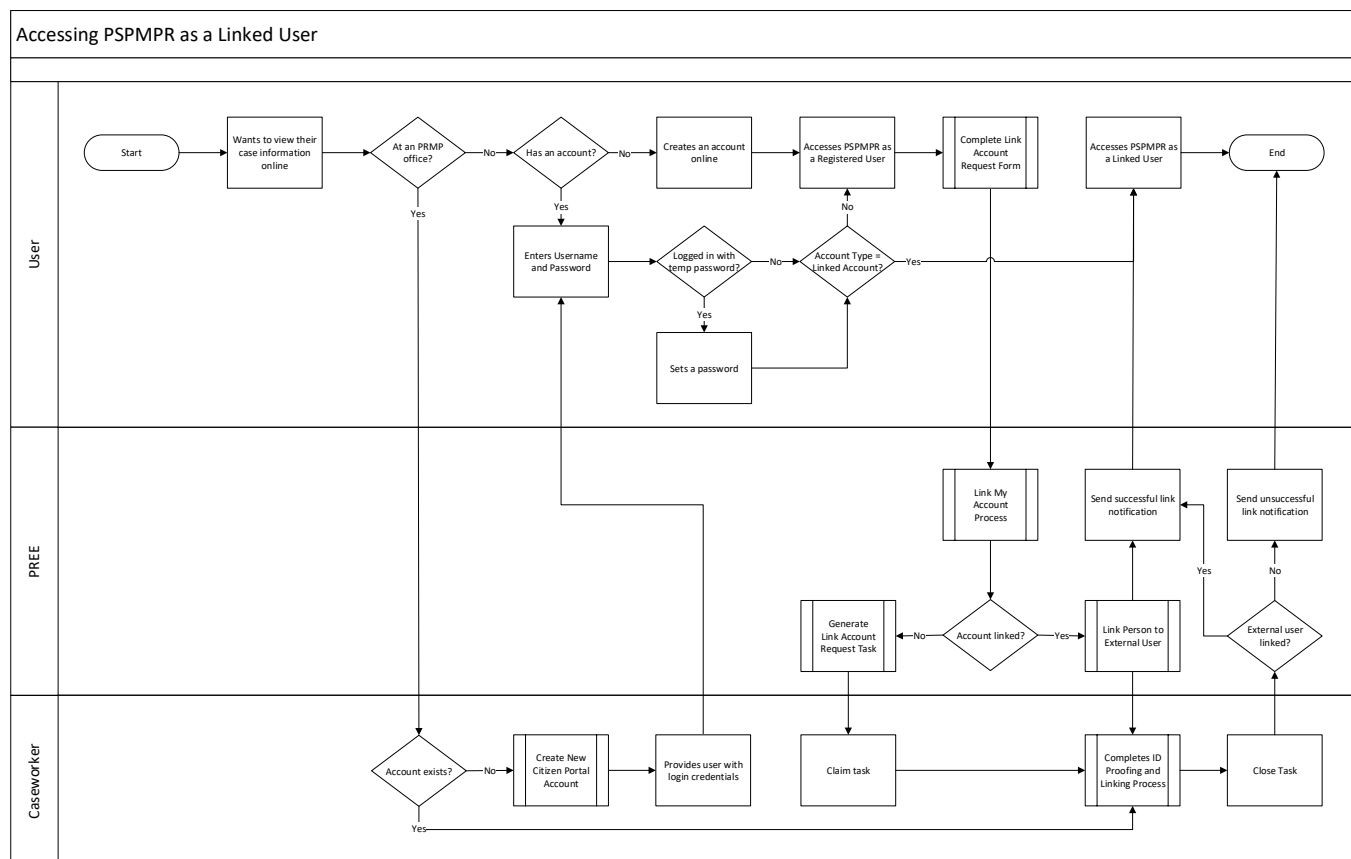 Accessing PSPMPR as a Linked User
User
Start
Wants to view their
case information
online
At an PRMP
office?
No
Has an account?
No
Creates an account
online
Accesses PSPMPR as
a Registered User
Complete Link
Account
Request Form
Accesses PSPMPR as
a Linked User
End
Yes
Yes
No
Enters Username
and Password
Logged in with
temp password?
No
Account Type =
Linked Account?
Yes
Yes
Sets a password
PREE
Link My
Account
Process
Send successful link
notification
Send unsuccessful
link notification
Yes
No
Generate
Link Account
Request Task
No
Account linked?
Yes
Link Person to
External User
External user
linked?
Caseworker
Account exists?
No
Create New
Citizen Portal
Account
Provides user with
login credentials
Claim task
Completes ID
Proofing and
Linking Process
Close Task
Yes